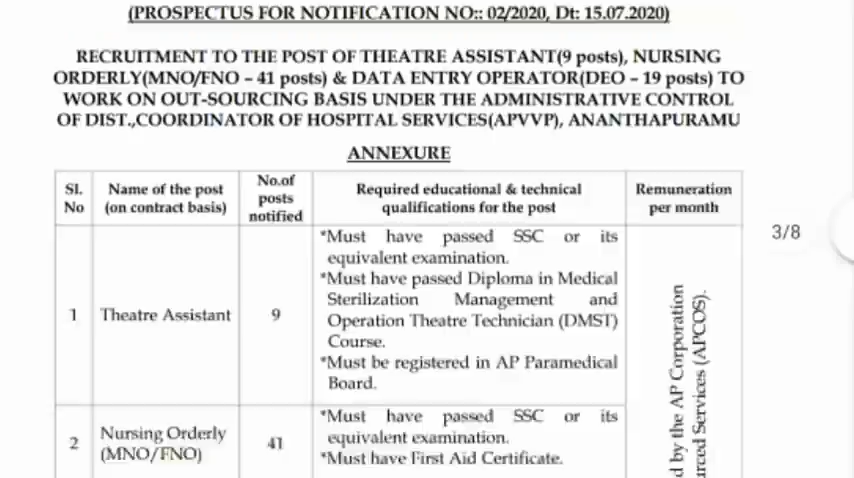 (PROSPECTUS FOR NOTIFICATION NO:: 02/2020, Dt: 15.07.2020)
RECRUITMENT TO THE POST OF THEATRE ASSISTANT(9 posts), NURSING
ORDERLY(MNO/FNO – 41 posts) & DATA ENTRY OPERATOR(DEO – 19 posts) TO
WORK ON OUT-SOURCING BASIS UNDER THE ADMINISTRATIVE CONTROL
OF DIST.,COORDINATOR OF HOSPITAL SERVICES(APVVP), ANANTHAPURAMU
ANNEXURE
Sl.
No
Name of the post
(on contract basis)
No.of
posts
notified
Required educational & technical
qualifications for the post
Remuneration
per month
1
Theatre Assistant
9
*Must have passed SSC or its
equivalent examination.
*Must have passed Diploma in Medical
Sterilization Management and
Operation Theatre Technician (DMST)
Course.
*Must be registered in AP Paramedical
Board.
2
Nursing Orderly
(MNO/FNO)
41
*Must have passed SSC or its
equivalent examination.
*Must have First Aid Certificate.
d by the AP Corporation
urced Services (APCOS).
3/8